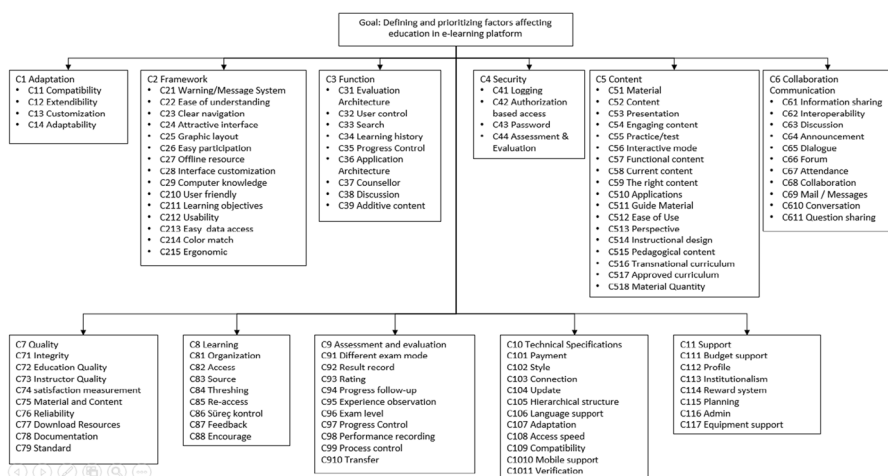 Goal: Defining and prioritizing factors affecting
education in e-learning platform
C1 Adaptation
• C11 Compatibility
• C12 Extendibility
• C13 Customization
• C14 Adaptability
C2 Framework
• C21 Warning/Message System
• C22 Ease of understanding
• C23 Clear navigation
• C24 Attractive interface
• C25 Graphic layout
• C26 Easy participation
• C27 Offline resource
• C28 Interface customization
• C29 Computer knowledge
• C210 User friendly
• C211 Learning objectives
• C212 Usability
• C213 Easy data access
• C214 Color match
• C215 Ergonomic
C3 Function
• C31 Evaluation
Architecture
• C32 User control
• C33 Search
• C34 Learning history
• C35 Progress Control
• C36 Application
Architecture
• C37 Counsellor
• C38 Discussion
• C39 Additive content
C4 Security
• C41 Logging
• C42 Authorization
based access
• C43 Password
• C44 Assessment &
Evaluation
C5 Content
• C51 Material
• C52 Content
• C53 Presentation
• C54 Engaging content
• C55 Practice/test
• C56 Interactive mode
• C57 Functional content
• C58 Current content
• C59 The right content
• C510 Applications
• C511 Guide Material
• C512 Ease of Use
• C513 Perspective
• C514 Instructional design
• C515 Pedagogical content
• C516 Transnational curriculum
• C517 Approved curriculum
• C518 Material Quantity
C6 Collaboration
Communication
• C61 Information sharing
• C62 Interoperability
• C63 Discussion
• C64 Announcement
• C65 Dialogue
• C66 Forum
• C67 Attendance
• C68 Collaboration
• C69 Mail / Messages
• C610 Conversation
• C611 Question sharing
C7 Quality
C71 Integrity
C72 Education Quality
C73 Instructor Quality
C74 satisfaction measurement
C75 Material and Content
C76 Reliability
C77 Download Resources
C78 Documentation
C79 Standard
C8 Learning
C81 Organization
C82 Access
C83 Source
C84 Threshing
C85 Re-access
C86 Süreç kontrol
C87 Feedback
C88 Encourage
C9 Assessment and evaluation
C91 Different exam mode
C92 Result record
C93 Rating
C94 Progress follow-up
C95 Experience observation
C96 Exam level
C97 Progress Control
C98 Performance recording
C99 Process control
C910 Transfer
C10 Technical Specifications
C101 Payment
C102 Style
C103 Connection
C104 Update
C105 Hierarchical structure
C106 Language support
C107 Adaptation
C108 Access speed
C109 Compatibility
C1010 Mobile support
C1011 Verification
C11 Support
C111 Budget support
C112 Profile
C113 Institutionalism
C114 Reward system
C115 Planning
C116 Admin
C117 Equipment support